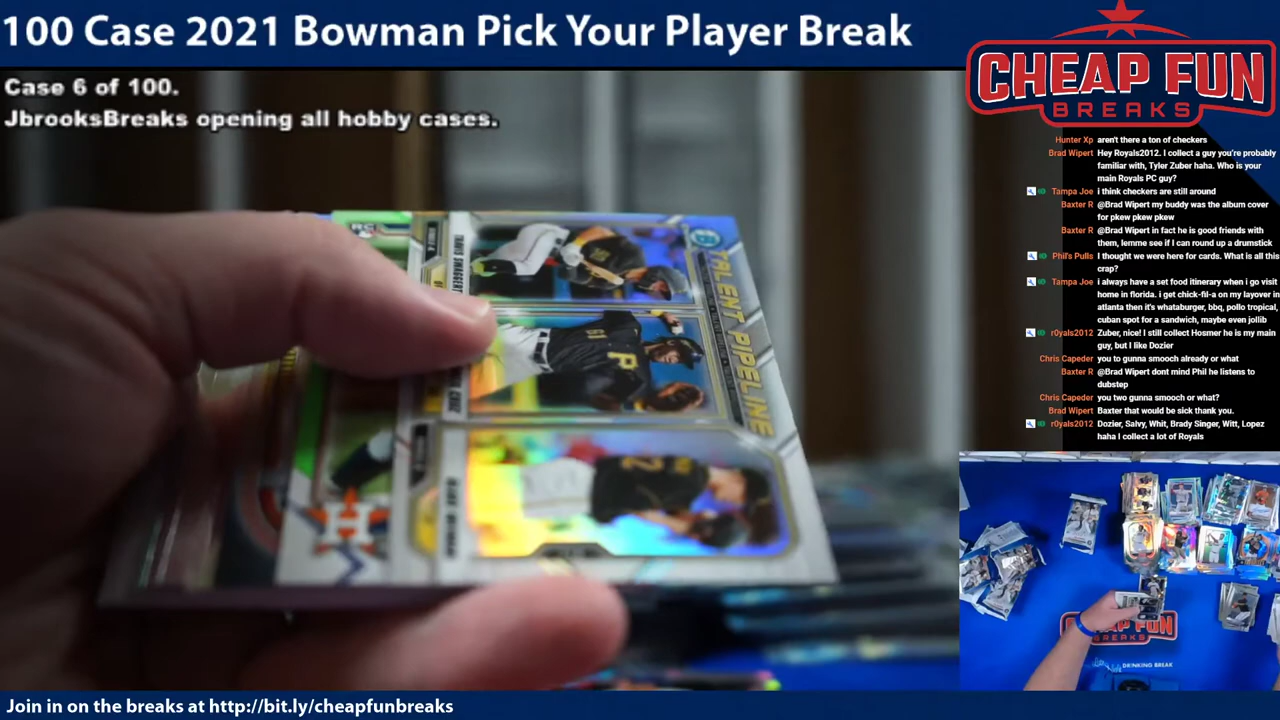 100 Case 2021 Bowman Pick Your Player Break
Case 6 of 100.
JbrooksBreaks opening all hobby cases.
CHEAP FUN
BREAKS
Hunter Xp aren't there a ton of checkers
Brad Wipert Hey Royals2012. I collect a guy you're probably
familiar with, Tyler Zuber haha. Who is your
main Royals PC guy?
Tampa Joe i think checkers are still around
Baxter R @Brad Wipert my buddy was the album cover
for pkew pkew pkew
Baxter R @Brad Wipert in fact he is good friends with
them, lemme see if I can round up a drumstick
Phil's Pulls I thought we were here for cards. What is all this
crap?
Tampa Joe i always have a set food itinerary when i go visit
home in florida. i get chick-fil-a on my layover in
atlanta then it's whataburger, bbq, pollo tropical,
cuban spot for a sandwich, maybe even jollib
r0yals2012 Zuber, nice! I still collect Hosmer he is my main
guy, but I like Dozier
Chris Capeder you to gunna smooch already or what
Baxter R @Brad Wipert dont mind Phil he listens to
dubstep
Chris Capeder you two gunna smooch or what?
Brad Wipert Baxter that would be sick thank you.
r0yals2012 Dozier, Salvy, Whit, Brady Singer, Witt, Lopez
haha I collect a lot of Royals
TALENT PIPELINE
TRAVIS SWAGGERTY
CRUZ
61
P
2
H
CHEAP FUN
BREAKS
DRINKING BREAK
Join in on the breaks at http://bit.ly/cheapfunbreaks